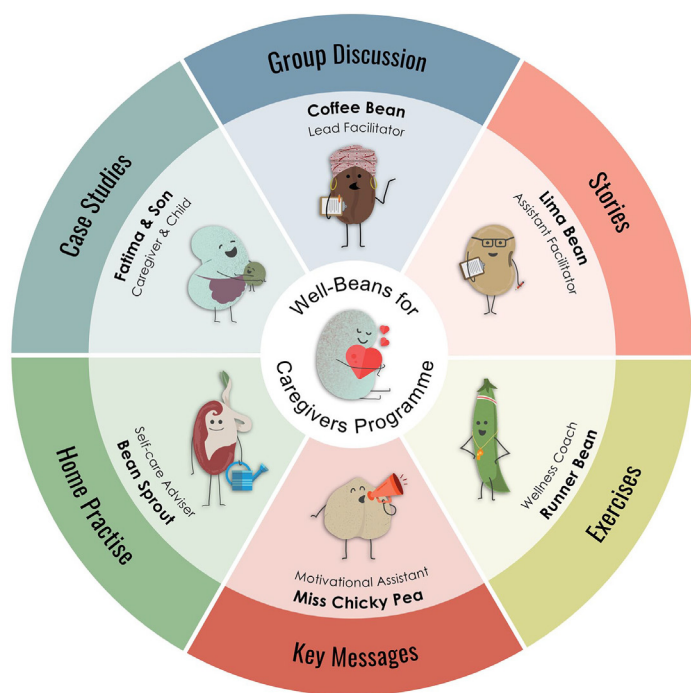 Group Discussion
Coffee Bean
Lead Facilitator
Stories
Lima Bean
Assistant Facilitator
Exercises
Wellness Coach
Runner Bean
Key Messages
Motivational Assistant
Miss Chicky Pea
Home Practise
Self-care Adviser
Bean Sprout
Case Studies
Fatima & Son
Caregiver & Child
Well-Beans for
Caregivers Programme